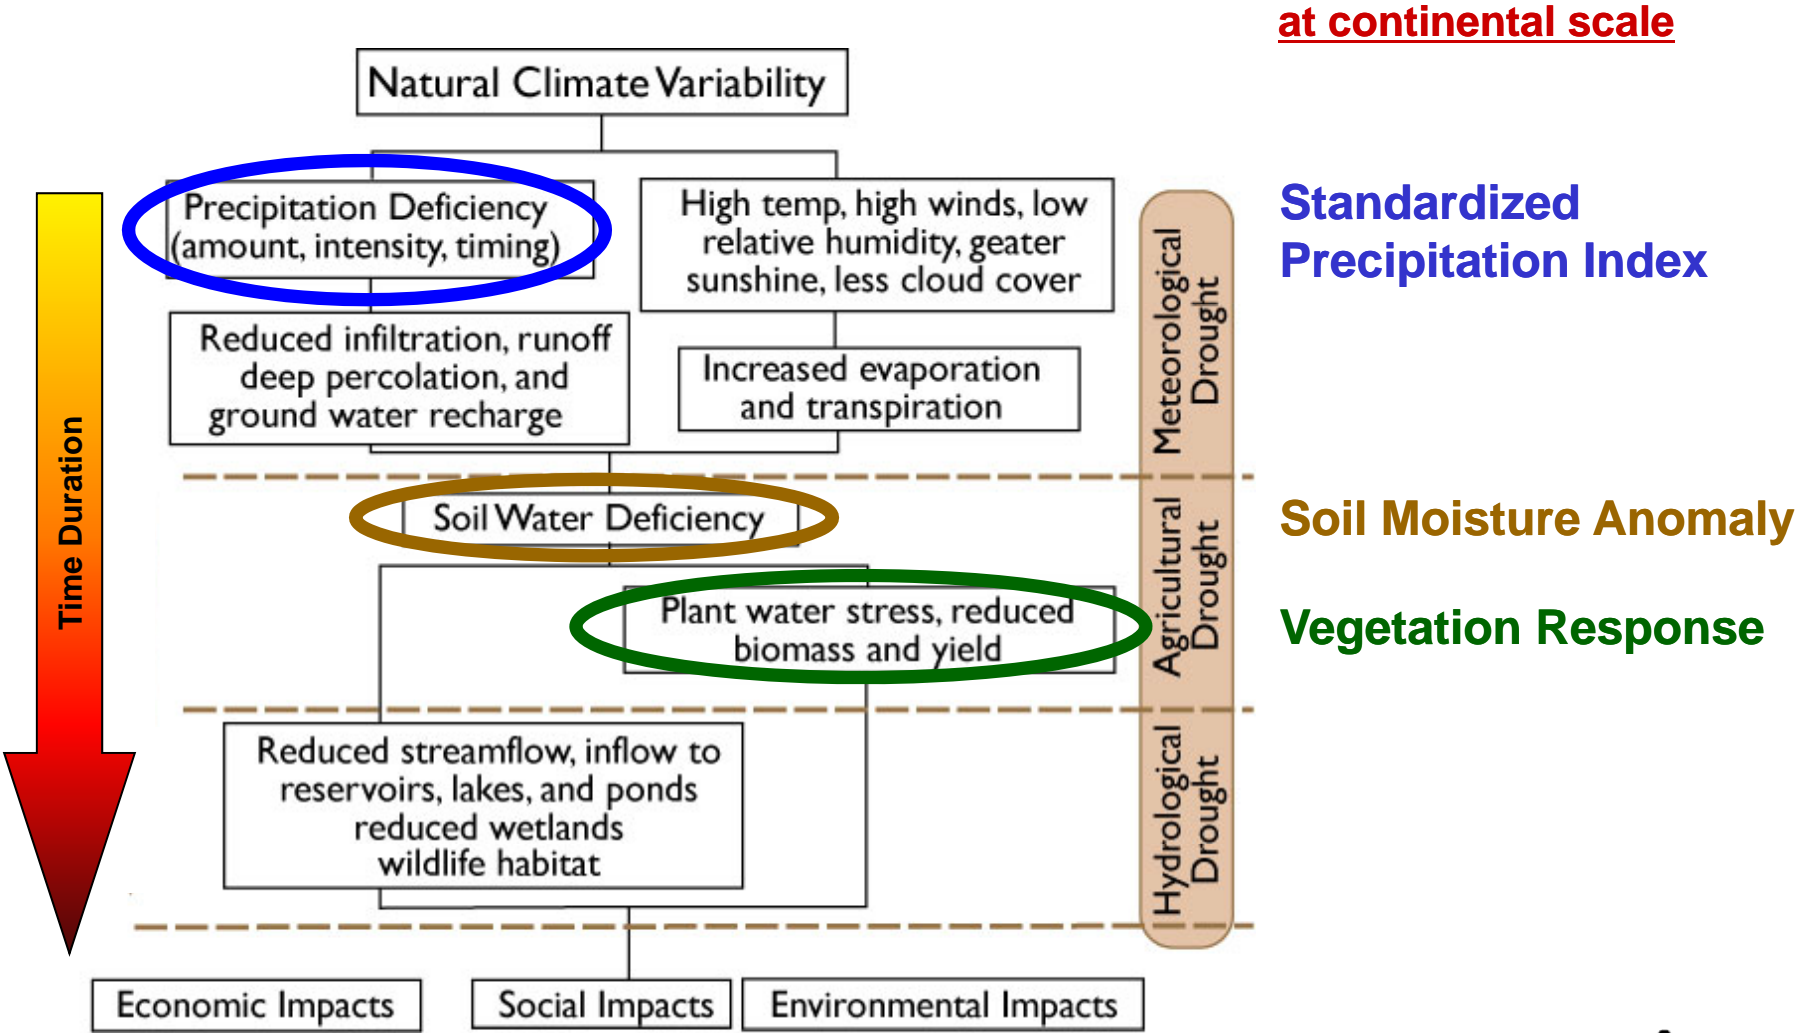 at continental scale
Natural Climate Variability
Precipitation Deficiency
(amount, intensity, timing)
High temp, high winds, low
relative humidity, geater
sunshine, less cloud cover
Standardized
Precipitation Index
Reduced infiltration, runoff
deep percolation, and
ground water recharge
Increased evaporation
and transpiration
Meteorological
Drought
Time Duration
Soil Water Deficiency
Soil Moisture Anomaly
Plant water stress, reduced
biomass and yield
Agricultural
Drought
Vegetation Response
Reduced streamflow, inflow to
reservoirs, lakes, and ponds
reduced wetlands
wildlife habitat
Hydrological
Drought
Economic Impacts
Social Impacts
Environmental Impacts